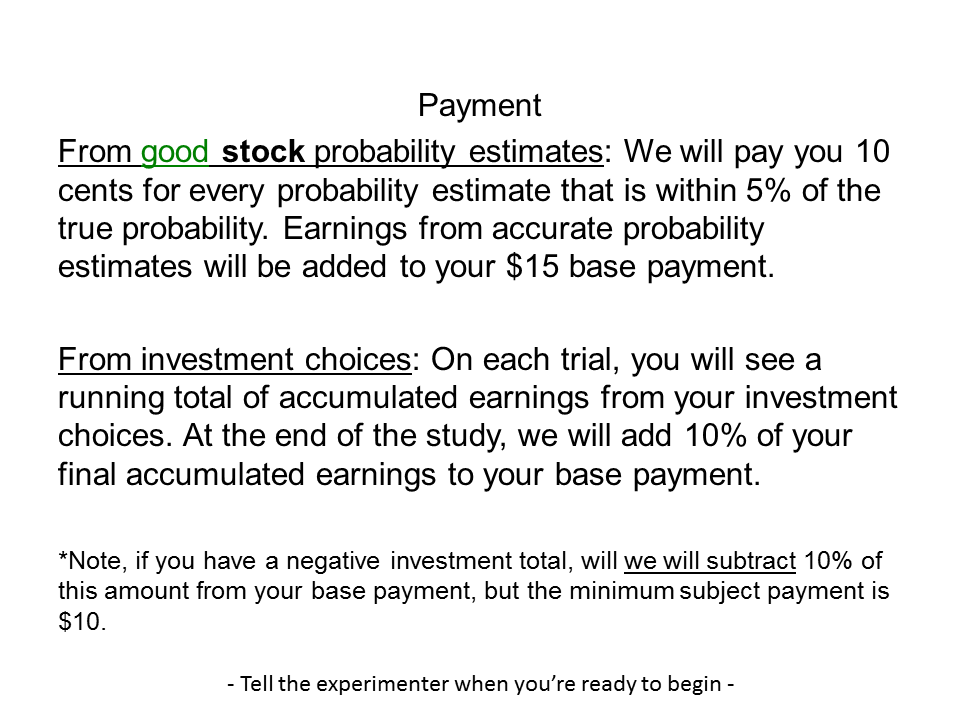 Payment
From good stock probability estimates: We will pay you 10
cents for every probability estimate that is within 5% of the
true probability. Earnings from accurate probability
estimates will be added to your $15 base payment.
From investment choices: On each trial, you will see a
running total of accumulated earnings from your investment
choices. At the end of the study, we will add 10% of your
final accumulated earnings to your base payment.
*Note, if you have a negative investment total, will we will subtract 10% of
this amount from your base payment, but the minimum subject payment is
$10.
- Tell the experimenter when you’re ready to begin -